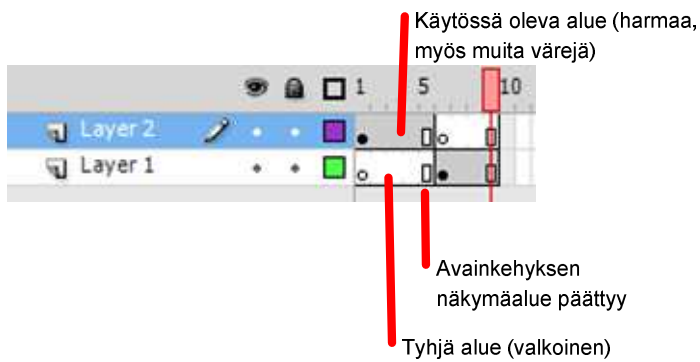 Käytössä oleva alue (harmaa,
myös muita värejä)
1 5 10
Layer 2
Layer 1
Avainkehyksen
näkymäalue päättyy
Tyhjä alue (valkoinen)